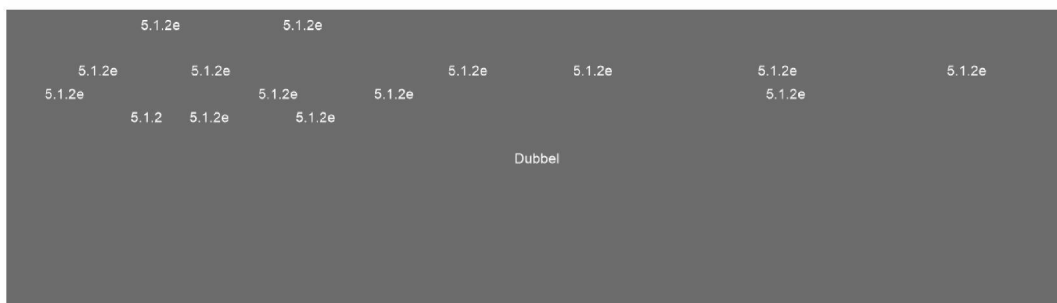 5.1.2e 5.1.2e
5.1.2e 5.1.2e 5.1.2e 5.1.2e 5.1.2e 5.1.2e
5.1.2e 5.1.2e 5.1.2e 5.1.2e
5.1.2 5.1.2e 5.1.2e
Dubbel